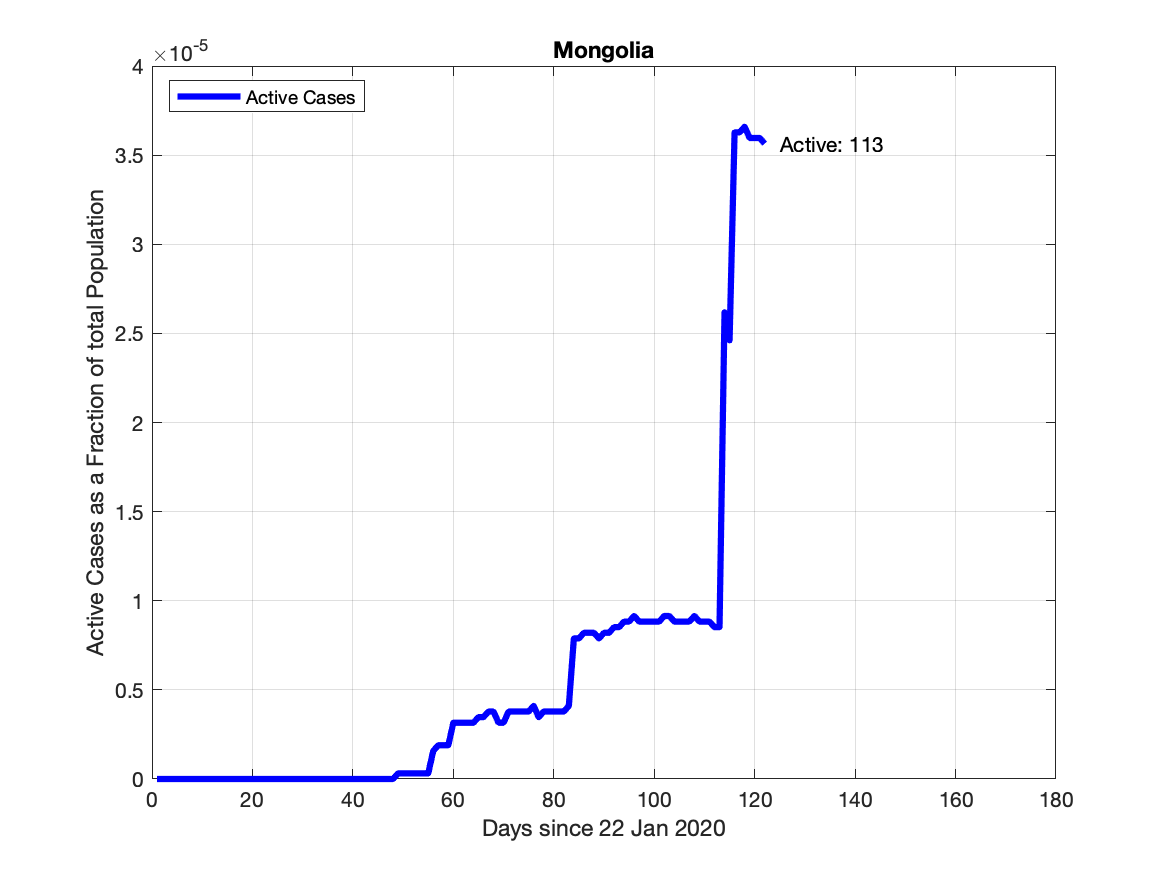 Mongolia
×10-5
Active Cases
Active: 113
Active Cases as a Fraction of total Population
4
3.5
3
2.5
2
1.5
1
0.5
0
0 20 40 60 80 100 120 140 160 180
Days since 22 Jan 2020